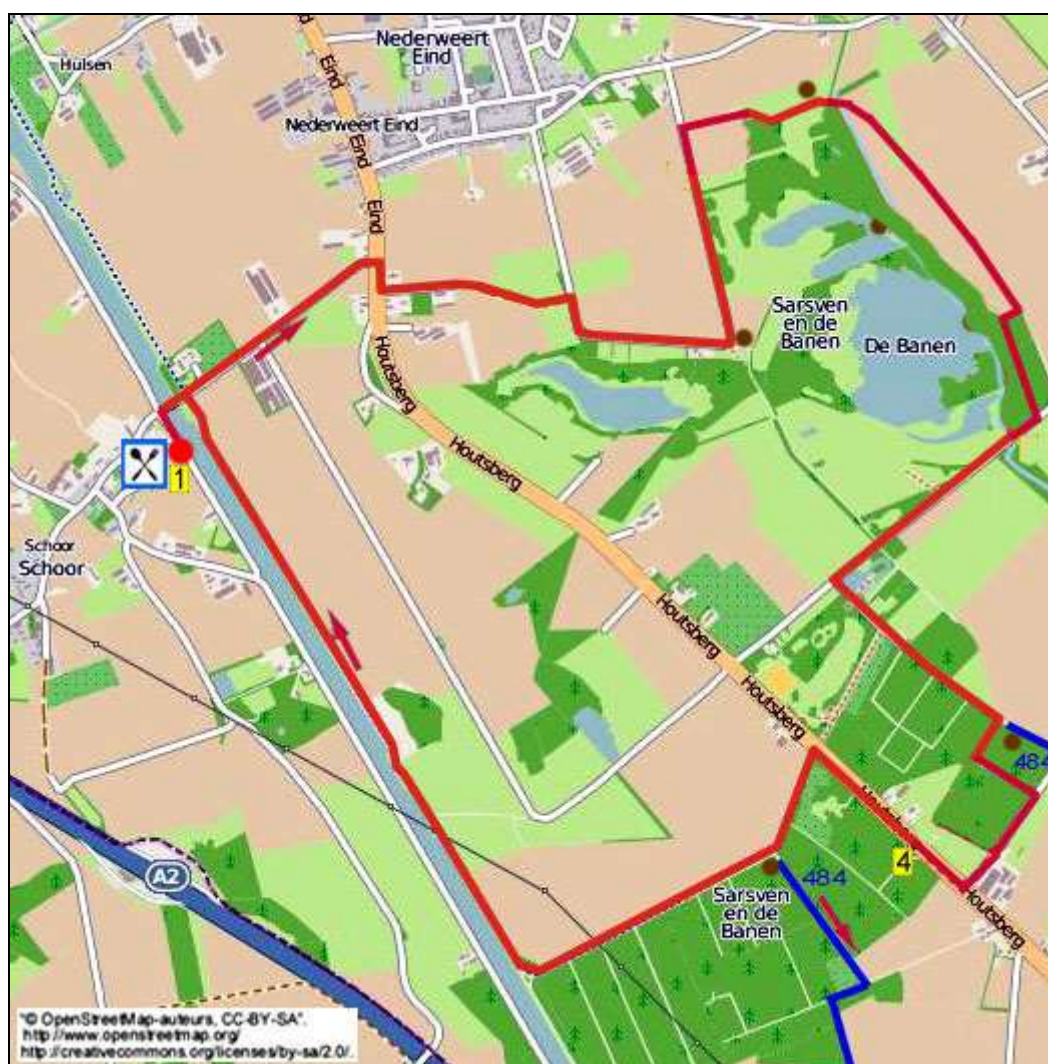 Nederweert
Eind
Hulsen
Eind
Nederweert Eind
Eind
Eind
Sarsven
en de
Banen
De Banen
Houtsberg
Houtsberg
1
Schoor
Schoor
Houtsberg
Houtsberg
484
Houtsberg
4
A2
484
Sarsven
en de
Banen
Houtsberg
"© OpenStreetMap-auteurs, CC-BY-SA".
http://www.openstreetmap.org/
http://creativecommons.org/licenses/by-sa/2.0/.